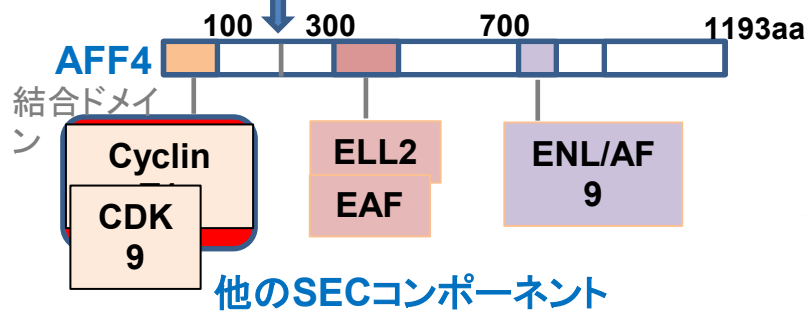 100 300 700 1193aa
AFF4
結合ドメイ
ン
Cyclin
CDK
9
ELL2
EAF
ENL/AF
9
他のSECコンポーネント